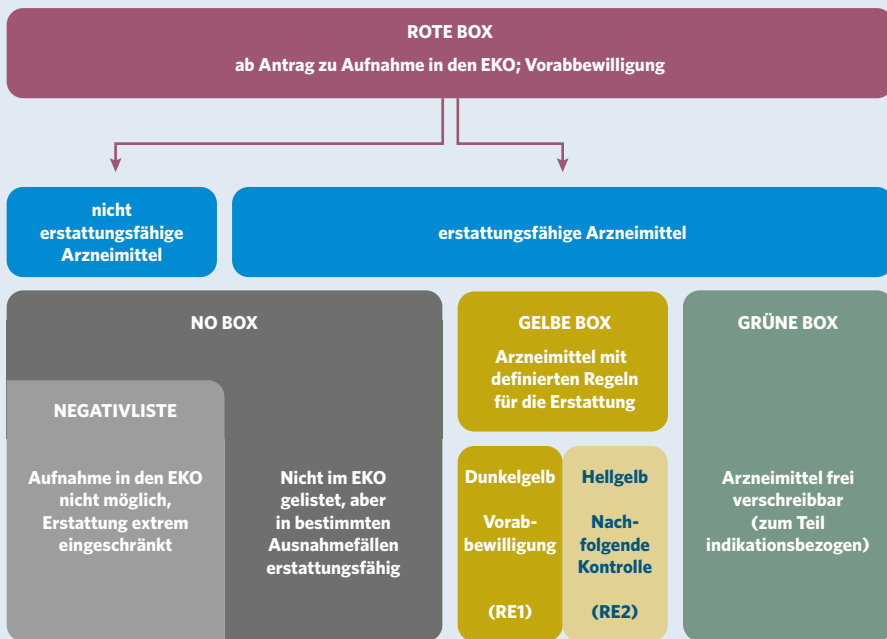 ROTE BOX
ab Antrag zu Aufnahme in den EKO; Vorabbewilligung
nicht
erstattungsfähige
Arzneimittel
erstattungsfähige Arzneimittel
NO BOX
NEGATIVLISTE
Aufnahme in den EKO
nicht möglich,
Erstattung extrem
eingeschränkt
Nicht im EKO
gelistet, aber
in bestimmten
Ausnahmefällen
erstattungsfähig
GELBE BOX
Arzneimittel mit
definierten Regeln
für die Erstattung
Dunkelgelb
Vorab-
bewilligung
(RE1)
Hellgelb
Nach-
folgende
Kontrolle
(RE2)
GRÜNE BOX
Arzneimittel frei
verschreibbar
(zum Teil
indikationsbezogen)